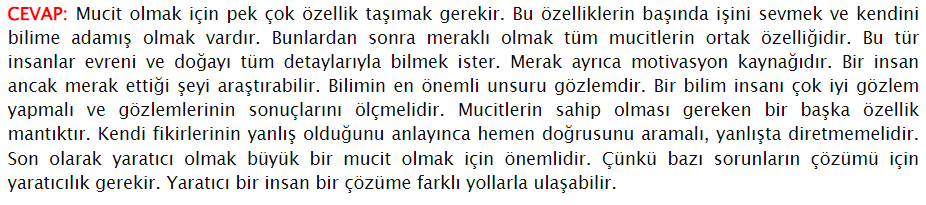 CEVAP: Mucit olmak için pek çok özellik taşımak gerekir. Bu özelliklerin başında işini sevmek ve kendini
bilime adamış olmak vardır. Bunlardan sonra meraklı olmak tüm mucitlerin ortak özelliğidir. Bu tür
insanlar evreni ve doğayı tüm detaylarıyla bilmek ister. Merak ayrıca motivasyon kaynağıdır. Bir insan
ancak merak ettiği şeyi araştırabilir. Bilimin en önemli unsuru gözlemdir. Bir bilim insanı çok iyi gözlem
yapmalı ve gözlemlerinin sonuçlarını ölçmelidir. Mucitlerin sahip olması gereken bir başka özellik
mantıktır. Kendi fikirlerinin yanlış olduğunu anlayınca hemen doğrusunu aramalı, yanlışta diretmemelidir.
Son olarak yaratıcı olmak büyük bir mucit olmak için önemlidir. Çünkü bazı sorunların çözümü için
yaratıcılık gerekir. Yaratıcı bir insan bir çözüme farklı yollarla ulaşabilir.